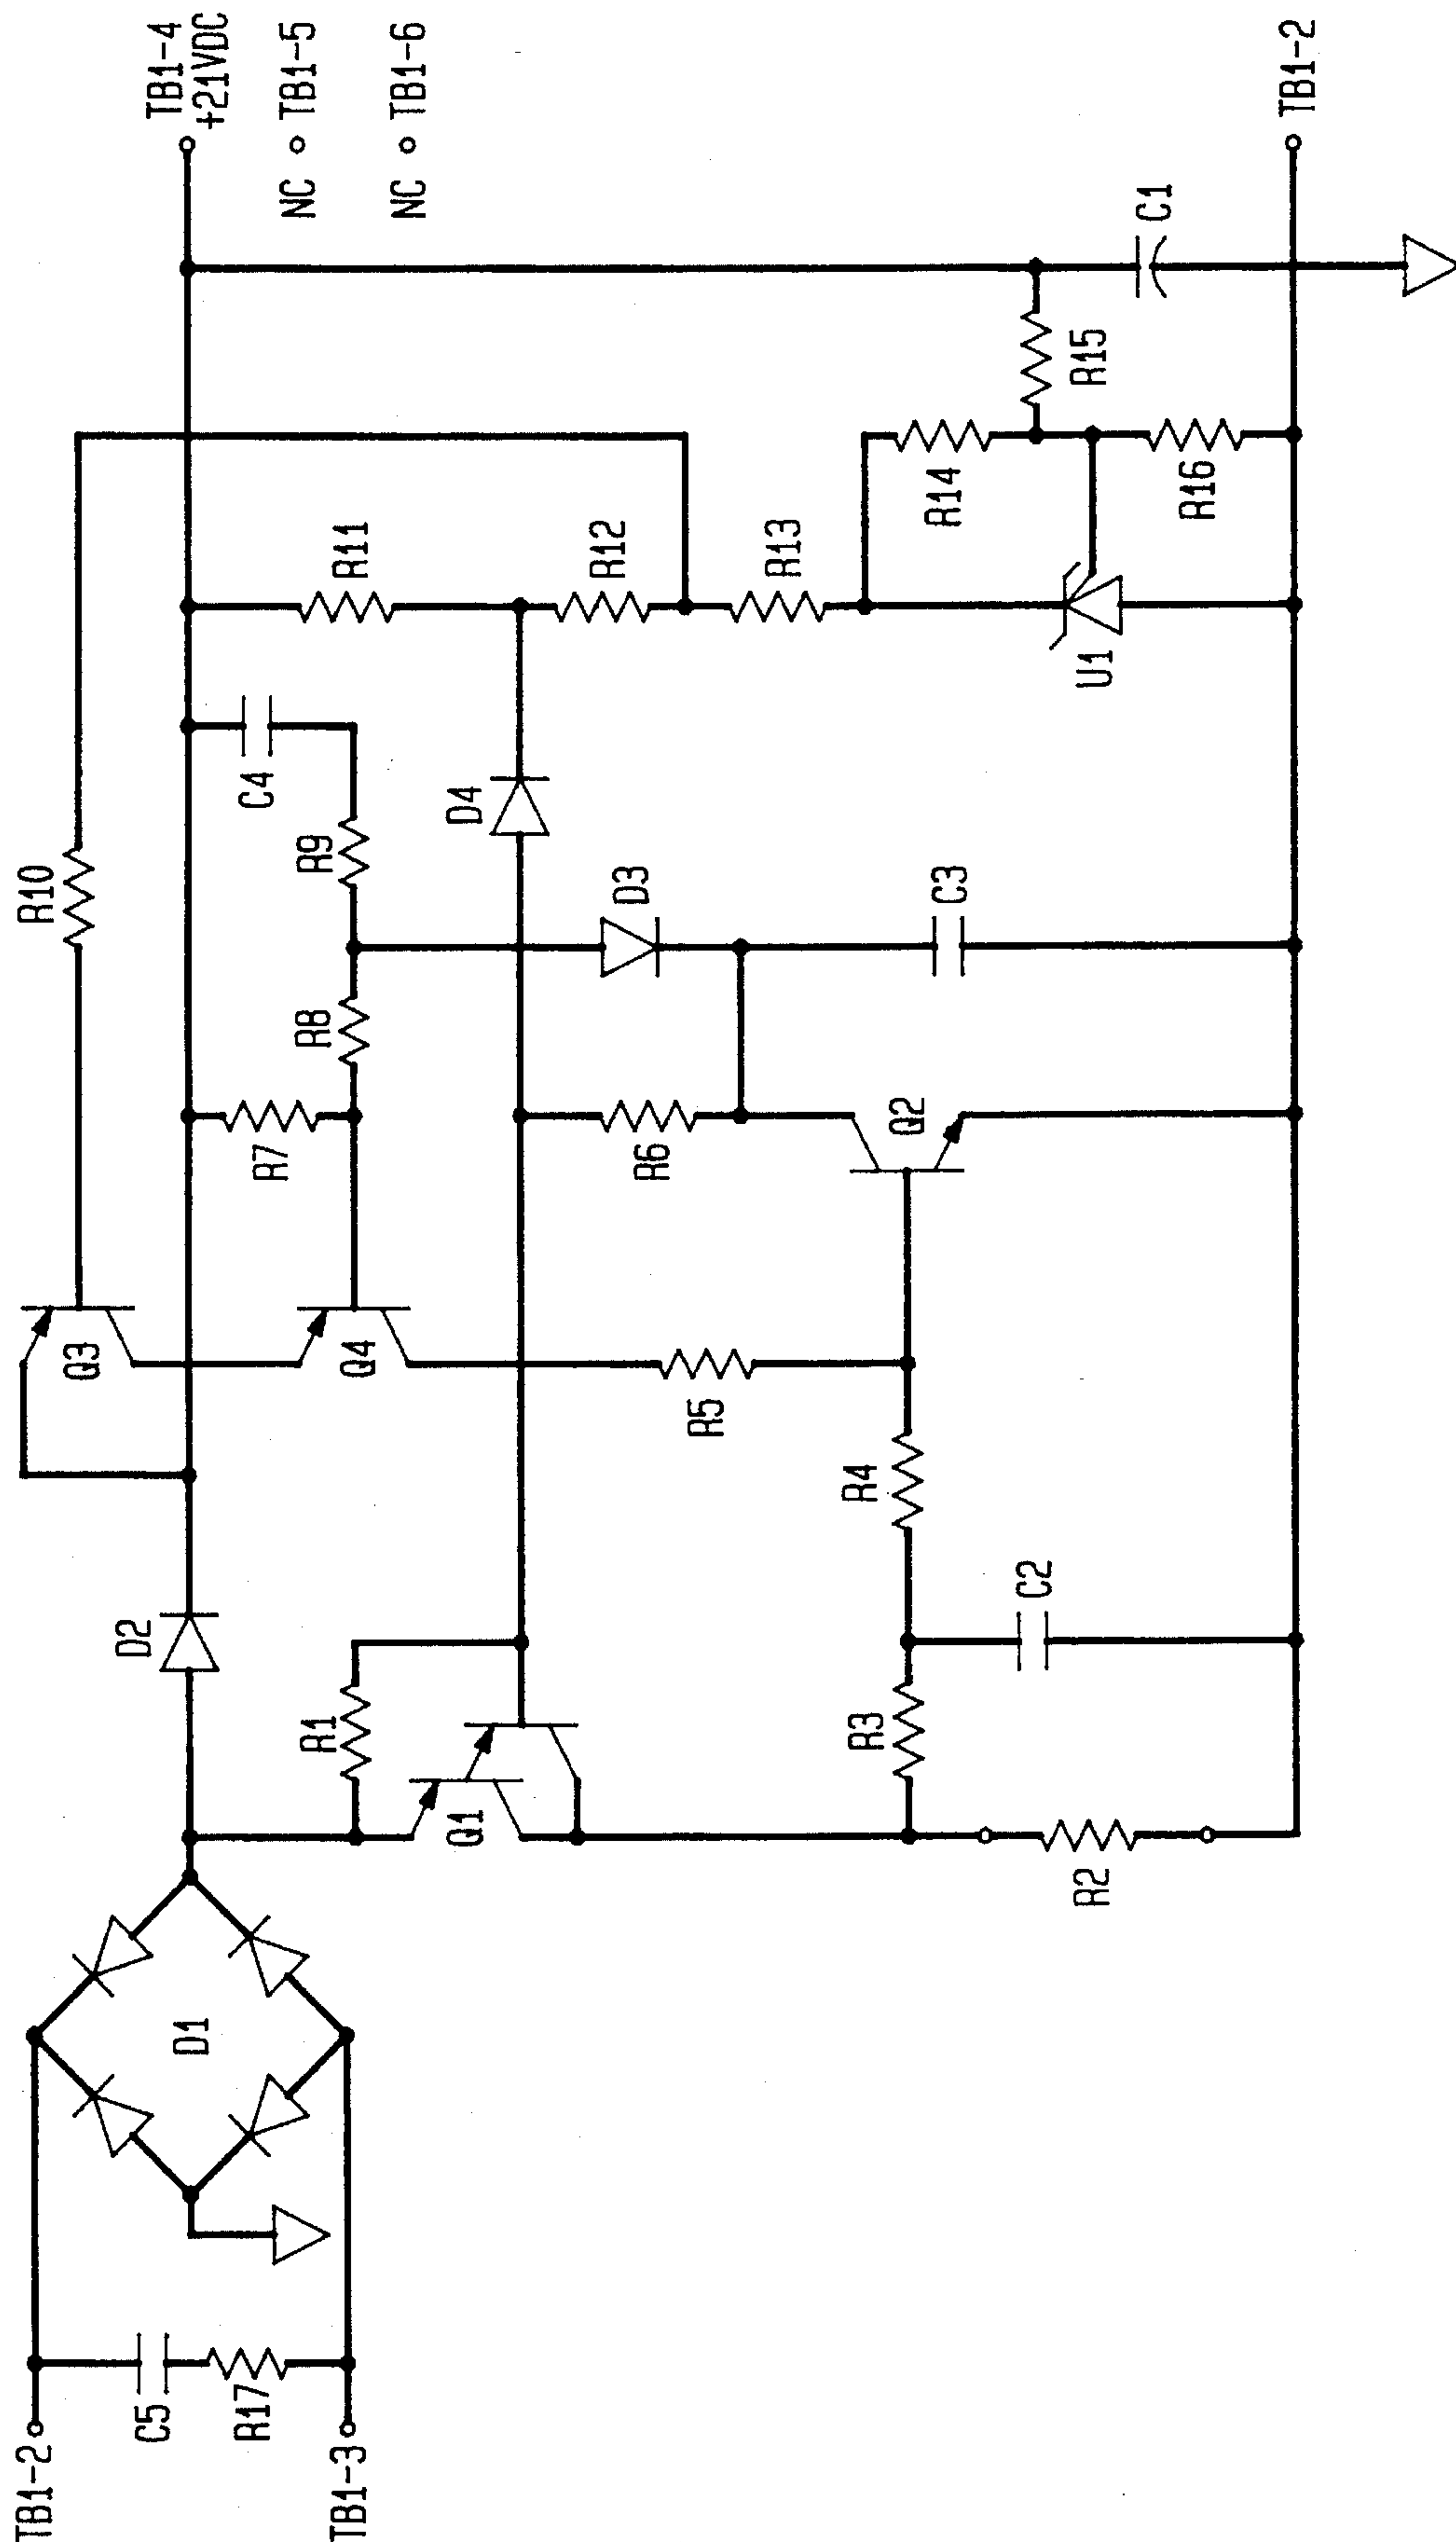 TB1-4
+21VDC
NC TB1-5
NC TB1-6
TB1-2
C1
R15
R14
R16
R11
R12
R13
U1
C4
D4
R9
R10
D3
C3
R8
R7
R6
Q2
Q3
Q4
R5
R4
D2
C2
R1
Q1
R3
R2
D1
C5
R17
TB1-2
TB1-3